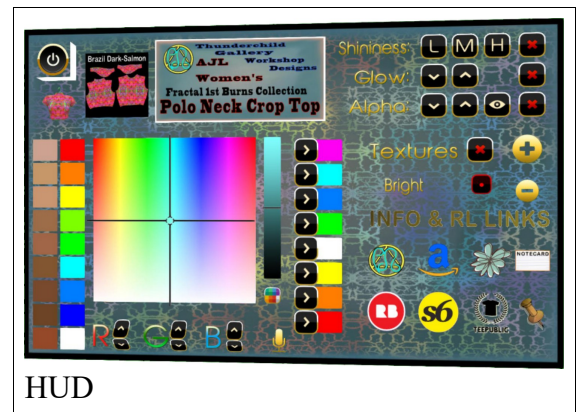 Brazil Dark-Salmon
Thunderchild
Gallery
AJL Workshop
Designs
Women's
Fractal 1st Burns Collection
Polo Neck Crop Top
Shininess: L M H
Glow:
Alpha:
Textures
Bright
INFO & RL LINKS
a
NOTECARD
RB
s6
TEEPUBLIC
R G B
HUD